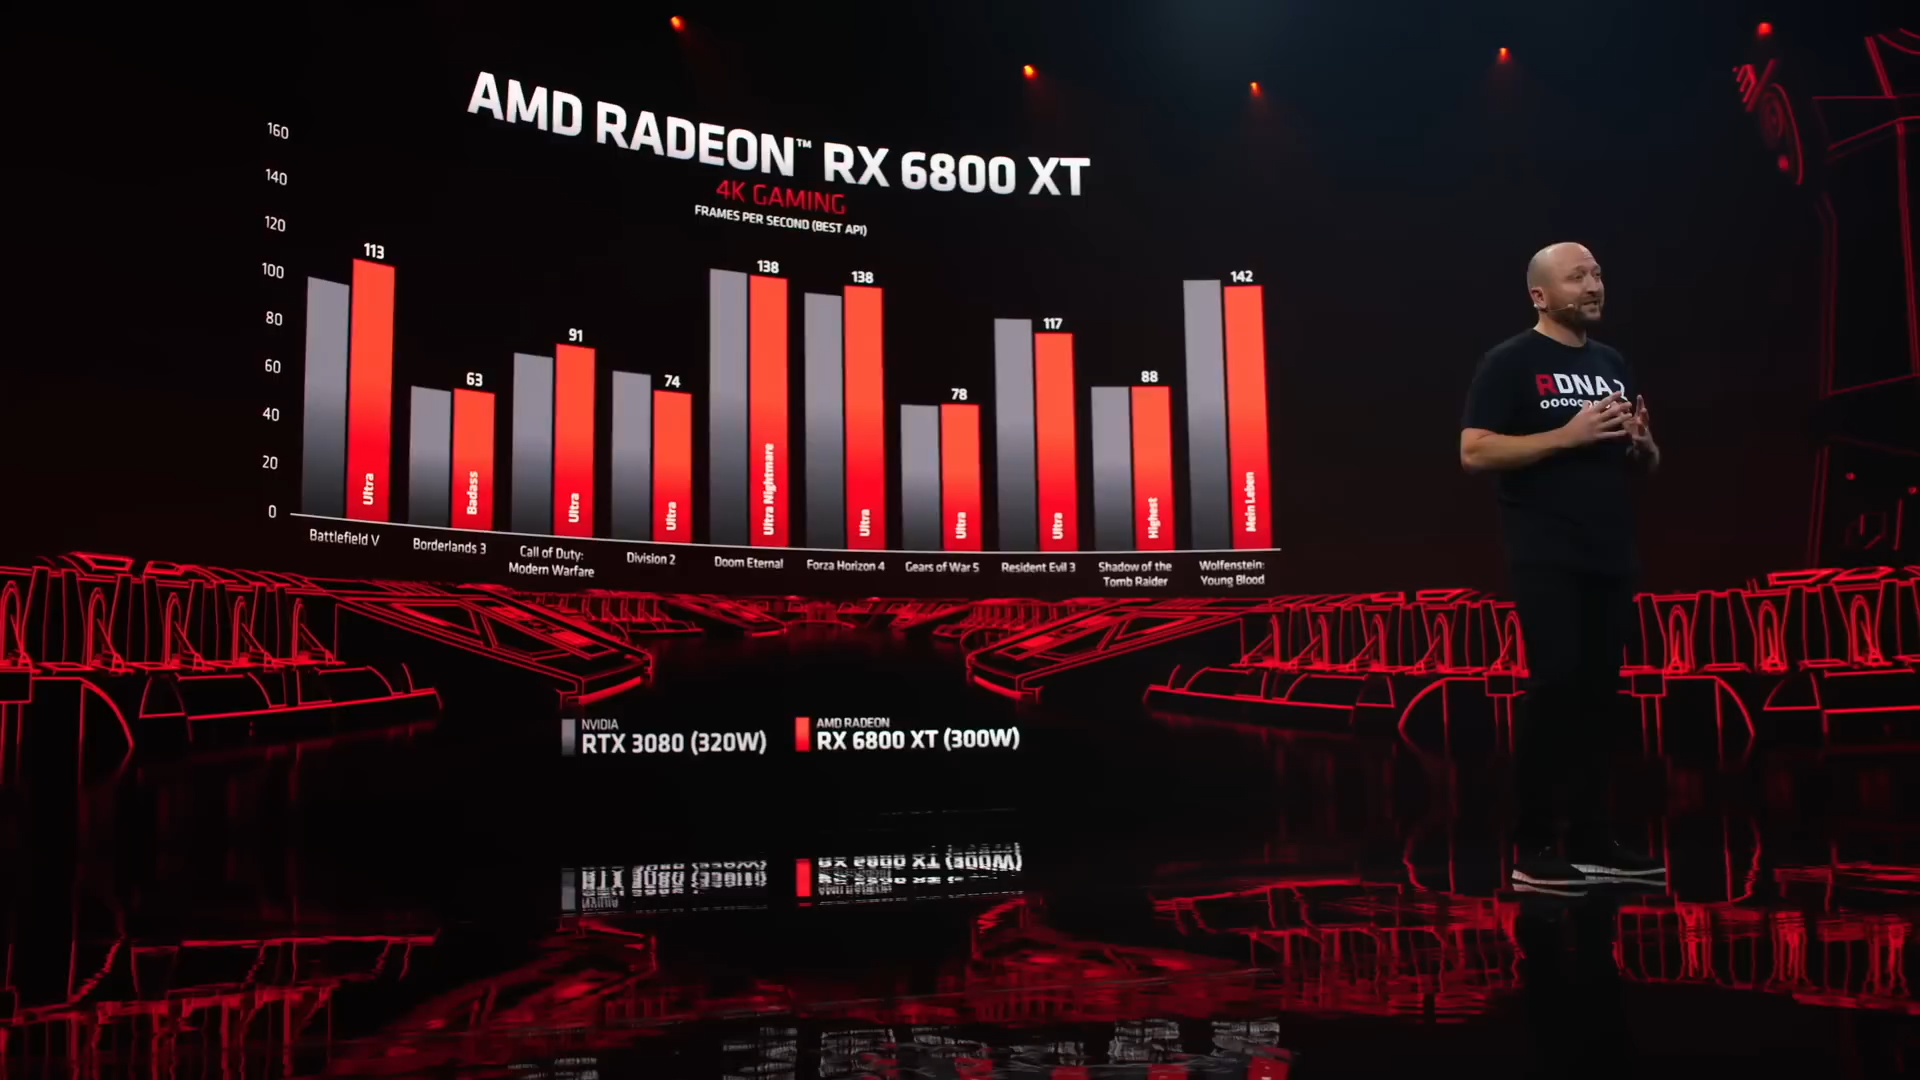 AMD RADEON™ RX 6800 XT
4K GAMING
FRAMES PER SECOND (BEST API)
160
140
120
100
80
60
40
20
0
113
63
91
74
138
138
78
117
88
142
Ultra
Badass
Ultra
Ultra
Ultra Nightmare
Ultra
Ultra
Ultra
Highest
Mein Leben
Battlefield V
Borderlands 3
Call of Duty:
Modern Warfare
Division 2
Doom Eternal
Forza Horizon 4
Gears of War 5
Resident Evil 3
Shadow of the
Tomb Raider
Wolfenstein:
Young Blood
NVIDIA
RTX 3080 (320W)
AMD RADEON
RX 6800 XT (300W)
RDNA